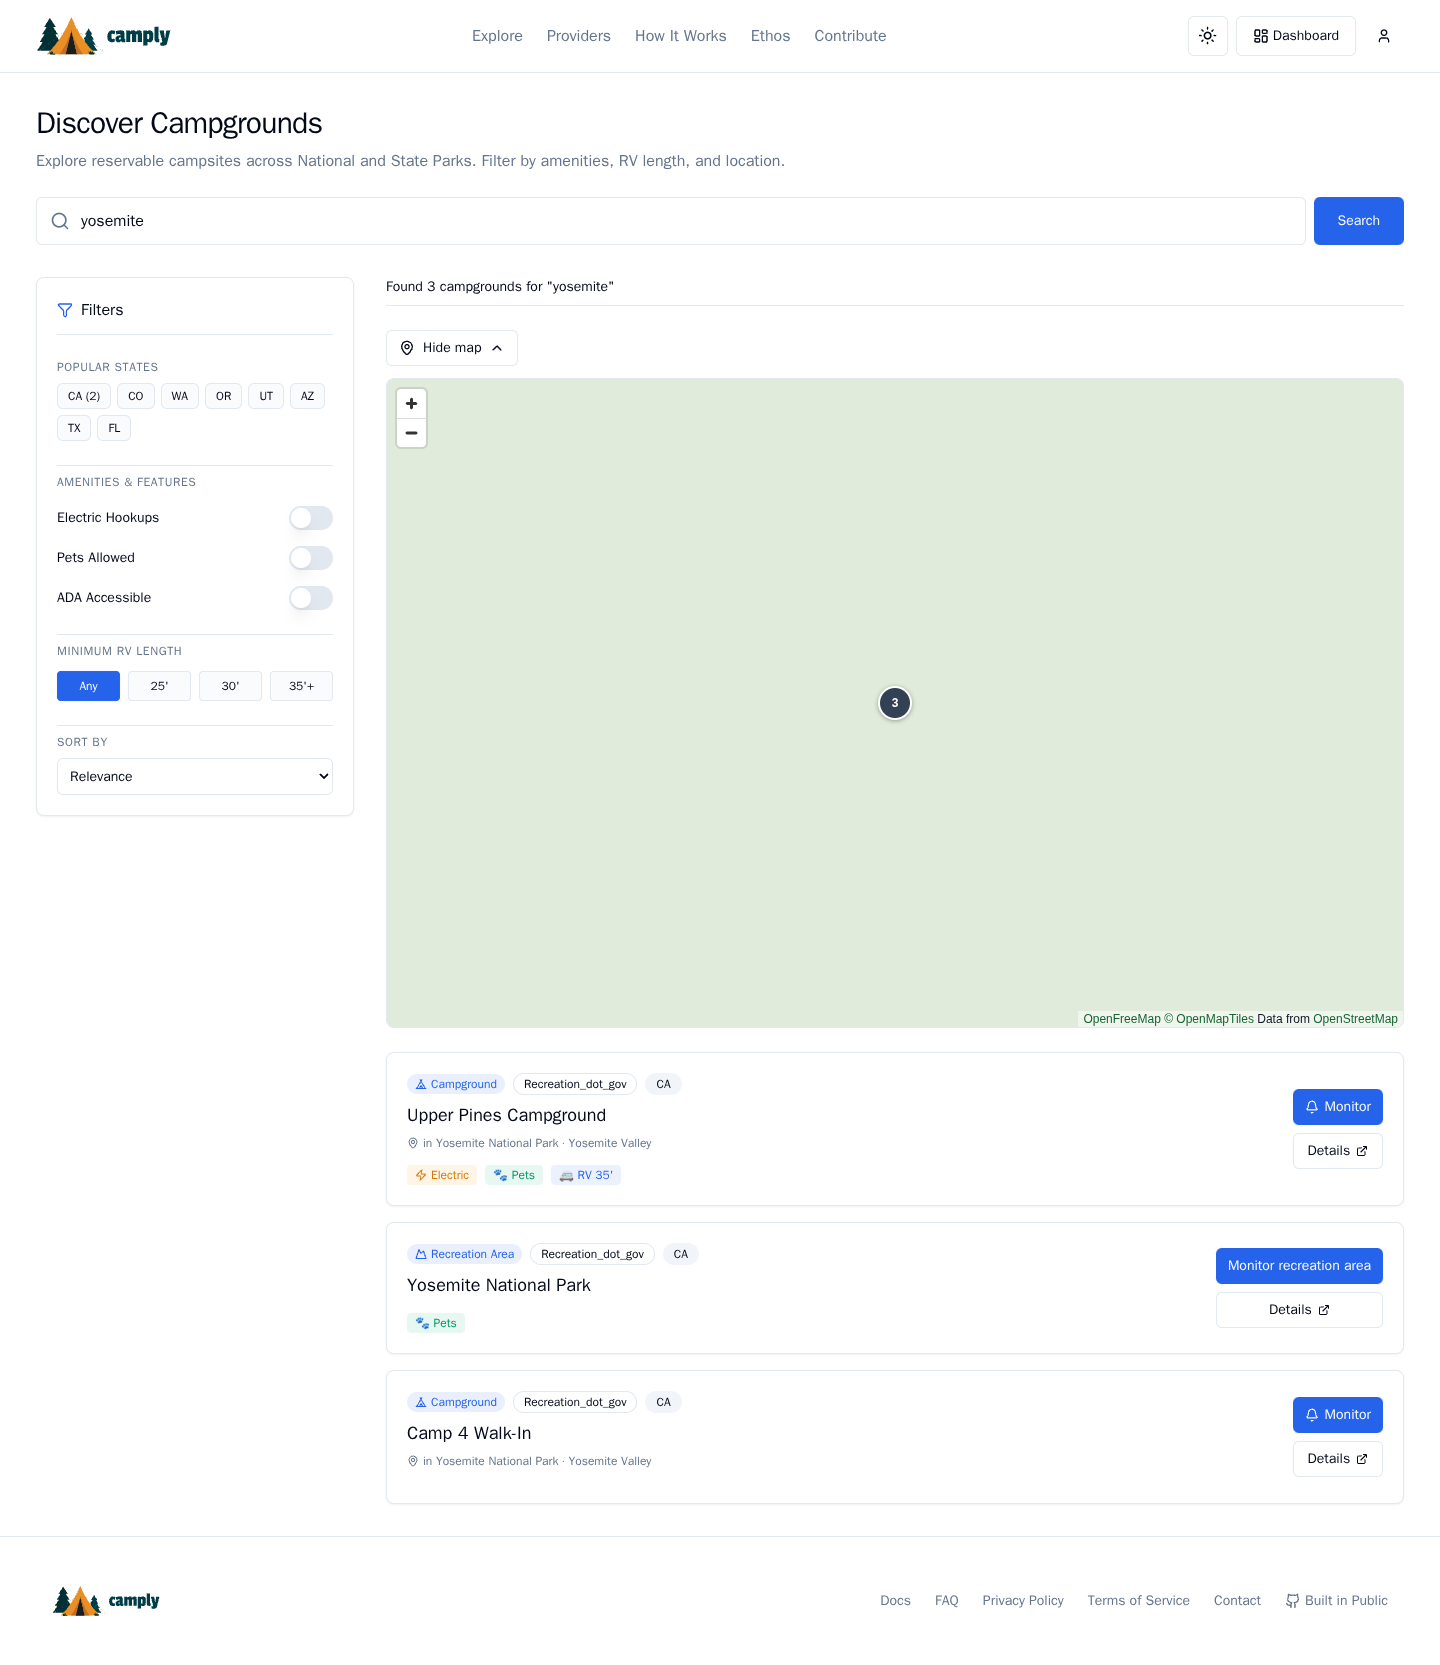 camply
Explore Providers How It Works Ethos Contribute
Dashboard
Discover Campgrounds
Explore reservable campsites across National and State Parks. Filter by amenities, RV length, and location.
yosemite
Search
Filters
POPULAR STATES
CA (2) CO WA OR UT AZ
TX FL
AMENITIES & FEATURES
Electric Hookups
Pets Allowed
ADA Accessible
MINIMUM RV LENGTH
Any 25' 30' 35'+
SORT BY
Relevance
Found 3 campgrounds for "yosemite"
Hide map
3
OpenFreeMap © OpenMapTiles Data from OpenStreetMap
Campground Recreation_dot_gov CA
Upper Pines Campground
in Yosemite National Park · Yosemite Valley
Electric Pets RV 35'
Monitor
Details
Recreation Area Recreation_dot_gov CA
Yosemite National Park
Pets
Monitor recreation area
Details
Campground Recreation_dot_gov CA
Camp 4 Walk-In
in Yosemite National Park · Yosemite Valley
Monitor
Details
camply
Docs FAQ Privacy Policy Terms of Service Contact Built in Public